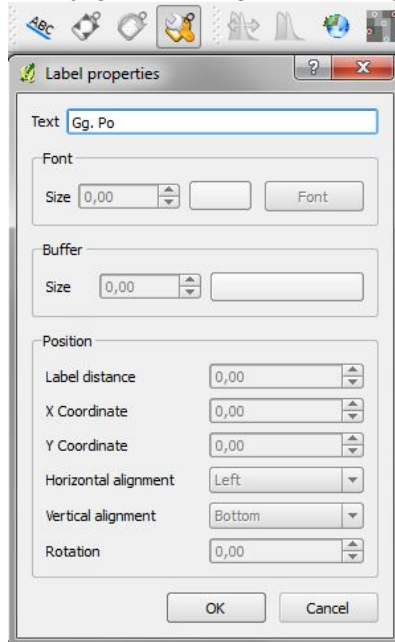 ABC
Label properties
Text Gg. Po
Font
Size 0,00 Font
Buffer
Size 0,00
Position
Label distance 0,00
X Coordinate 0,00
Y Coordinate 0,00
Horizontal alignment Left
Vertical alignment Bottom
Rotation 0,00
OK Cancel